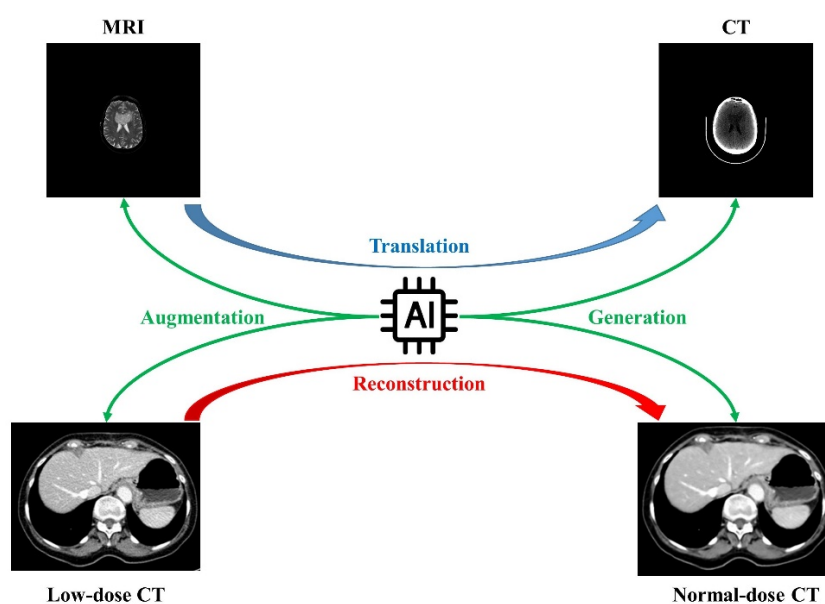 MRI
CT
Translation
Augmentation
AI
Generation
Reconstruction
Low-dose CT
Normal-dose CT